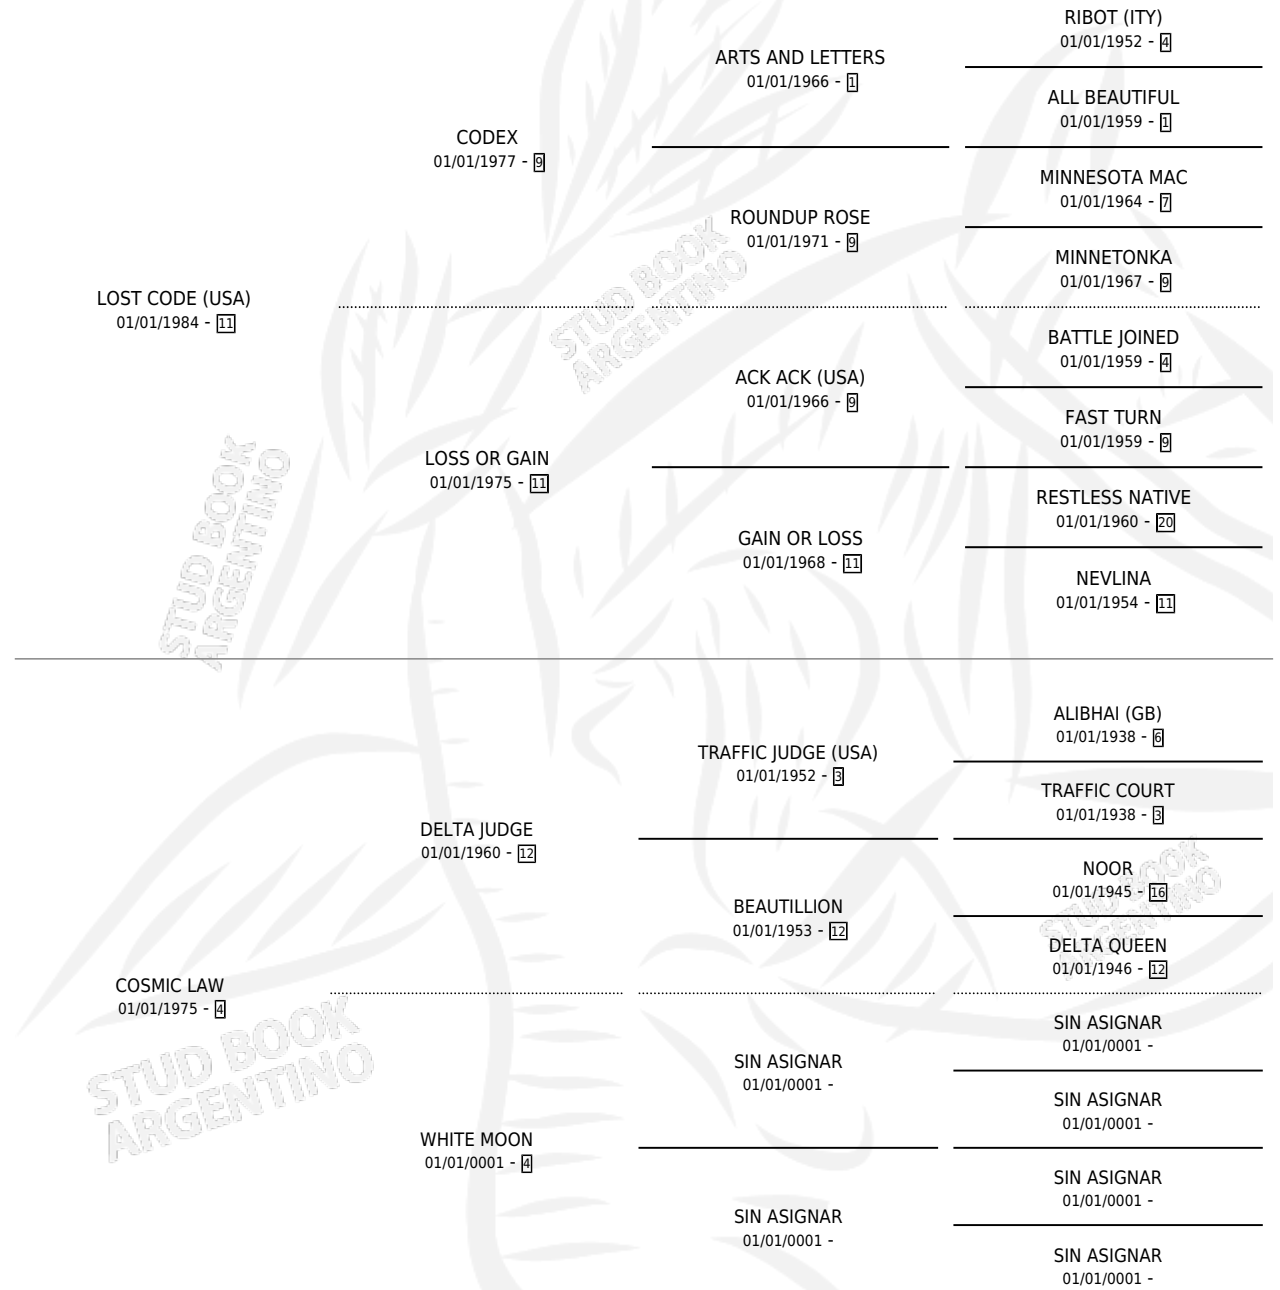 RIBOT (ITY)
01/01/1952 - 4
ARTS AND LETTERS
01/01/1966 - 1
ALL BEAUTIFUL
01/01/1959 - 1
CODEX
01/01/1977 - 9
MINNESOTA MAC
01/01/1964 - 7
ROUNDUP ROSE
01/01/1971 - 9
MINNETONKA
01/01/1967 - 9
LOST CODE (USA)
01/01/1984 - 11
STUD BOOK
ARGENTINO
BATTLE JOINED
01/01/1959 - 4
ACK ACK (USA)
01/01/1966 - 9
FAST TURN
01/01/1959 - 9
LOSS OR GAIN
01/01/1975 - 11
RESTLESS NATIVE
01/01/1960 - 20
GAIN OR LOSS
01/01/1968 - 11
NEVLINA
01/01/1954 - 11
STUD BOOK
ARGENTINO
ALIBHAI (GB)
01/01/1938 - 6
TRAFFIC JUDGE (USA)
01/01/1952 - 3
TRAFFIC COURT
01/01/1938 - 3
DELTA JUDGE
01/01/1960 - 12
NOOR
01/01/1945 - 16
BEAUTILLION
01/01/1953 - 12
DELTA QUEEN
01/01/1946 - 12
STUD BOOK
ARGENTINO
COSMIC LAW
01/01/1975 - 4
STUD BOOK
ARGENTINO
SIN ASIGNAR
01/01/0001 -
SIN ASIGNAR
01/01/0001 -
SIN ASIGNAR
01/01/0001 -
WHITE MOON
01/01/0001 - 4
SIN ASIGNAR
01/01/0001 -
SIN ASIGNAR
01/01/0001 -
SIN ASIGNAR
01/01/0001 -